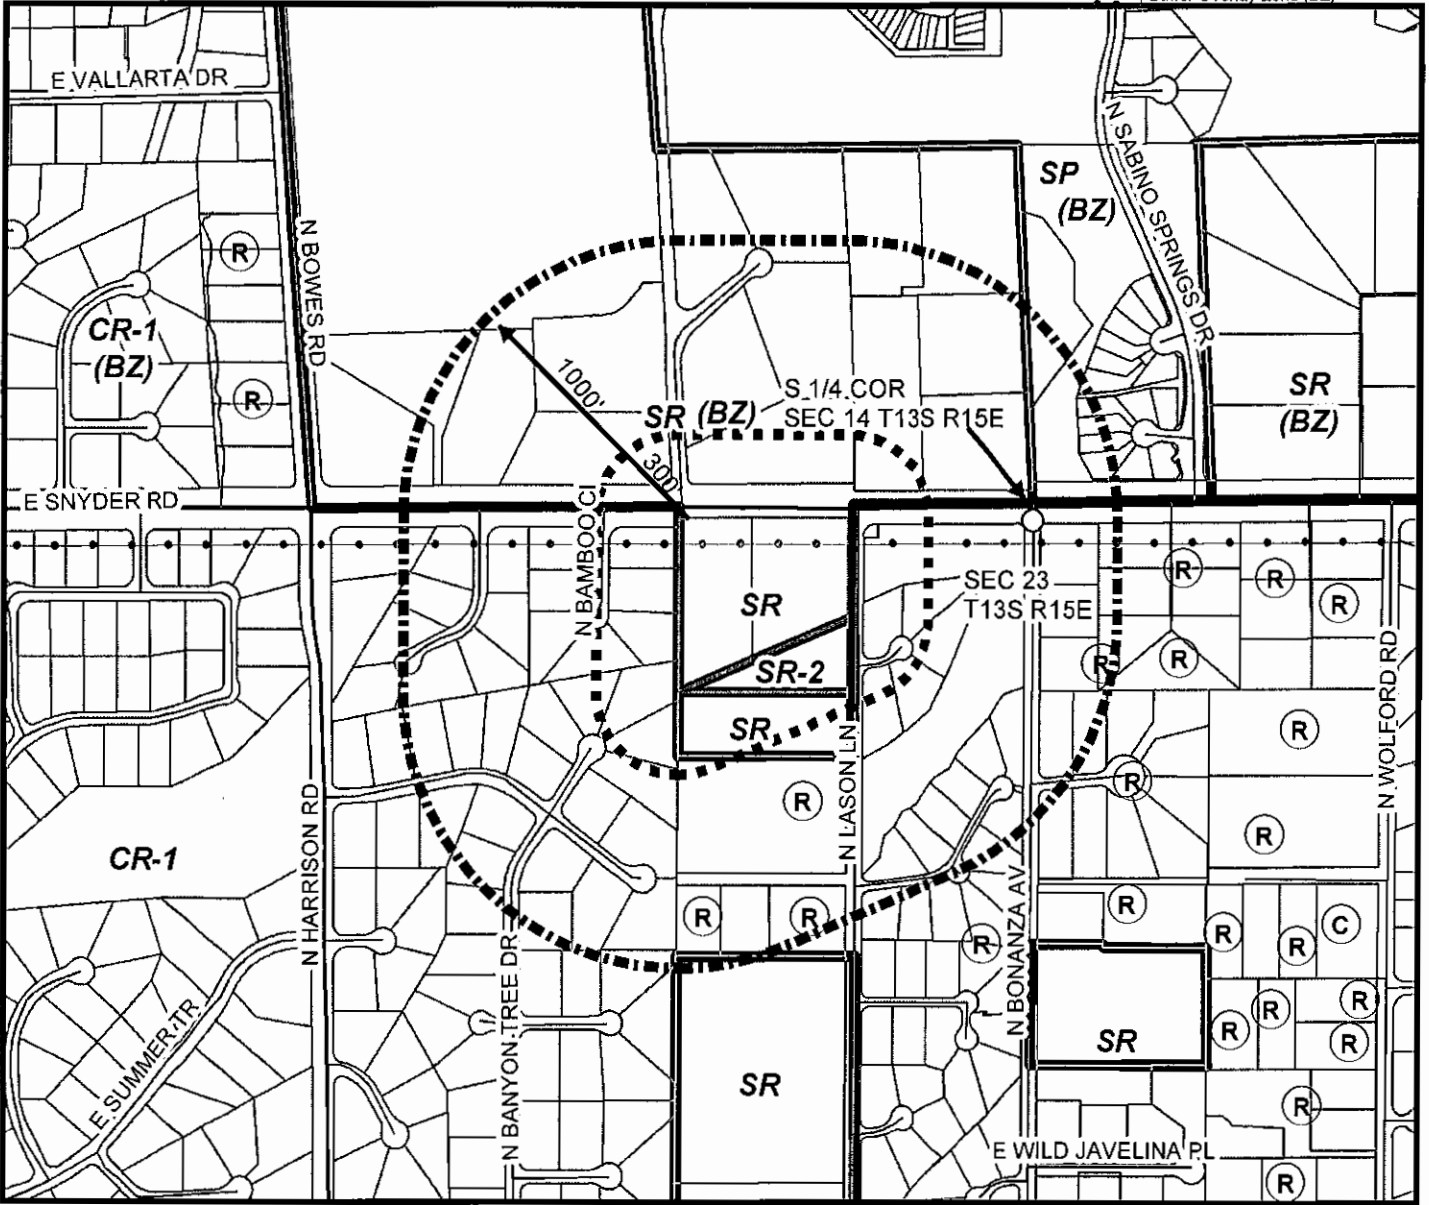 E VALLARTA DR
N BOWES RD
N SABINO SPRINGS DR
SP
(BZ)
R
CR-1
(BZ)
R
1000'
300'
SR (BZ)
S 1/4 COR
SEC 14 T13S R15E
SR
(BZ)
E SNYDER RD
N BAMBOO CI
SR
SEC 23
T13S R15E
R
R
R
R
R
SR-2
SR
N LASON LN
N WOLFORD RD
R
R
R
R
N HARRISON RD
CR-1
R
R
R
N BONANZA AV
R
R
R
C
N BANYON TREE DR
E SUMMER TR
SR
SR
R
R
R
R
R
E WILD JAVELINA PL
R